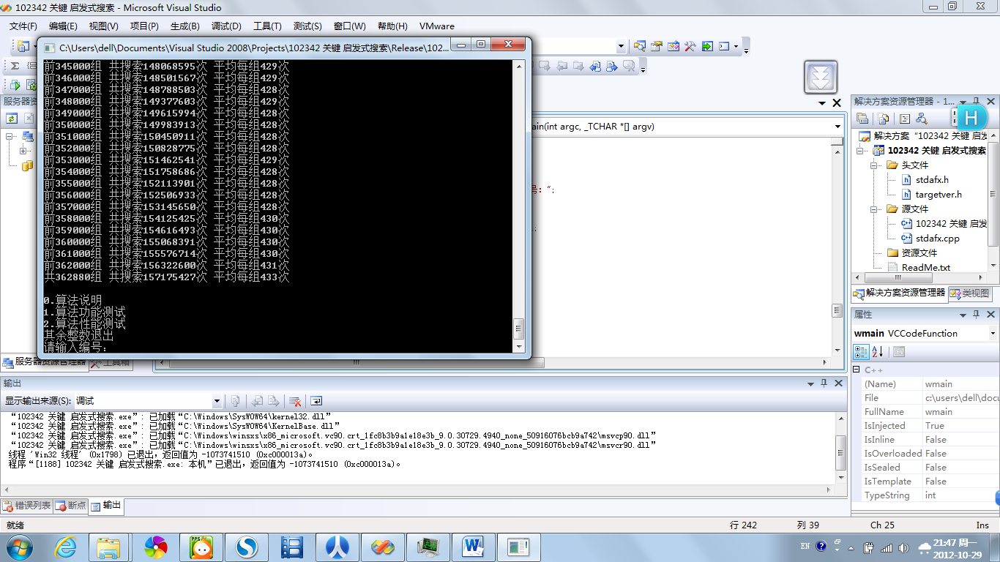 102342 关键 启发式搜索 - Microsoft Visual Studio
文件(F) 编辑(E) 视图(V) 项目(P) 生成(B) 调试(D) 工具(T) 测试(S) 窗口(W) 帮助(H) VMware
C:\Users\dell\Documents\Visual Studio 2008\Projects\102342 关键 启发式搜索\Release\102...
前345000组 共搜索148068595次 平均每组429次
前346000组 共搜索148501567次 平均每组429次
前347000组 共搜索148788503次 平均每组428次
前348000组 共搜索149377603次 平均每组429次
前349000组 共搜索149615994次 平均每组428次
前350000组 共搜索149983913次 平均每组428次
前351000组 共搜索150450911次 平均每组428次
前352000组 共搜索150828775次 平均每组428次
前353000组 共搜索151462541次 平均每组429次
前354000组 共搜索151758686次 平均每组428次
前355000组 共搜索152113901次 平均每组428次
前356000组 共搜索152506933次 平均每组428次
前357000组 共搜索153145650次 平均每组428次
前358000组 共搜索154125425次 平均每组430次
前359000组 共搜索154616493次 平均每组430次
前360000组 共搜索155068391次 平均每组430次
前361000组 共搜索155576714次 平均每组430次
前362000组 共搜索156322600次 平均每组431次
共362880组 共搜索157175427次 平均每组433次
0.算法说明
1.算法功能测试
2.算法性能测试
其余整数退出
请输入编号:
服务器资
ain(int argc, _TCHAR *[] argv)
号: ";
服务器资源管理器 工具箱
解决方案资源管理器 - 1...
H
解决方案 "102342 关键 启发
102342 关键 启发式搜索
头文件
stdafx.h
targetver.h
源文件
102342 关键 启发
stdafx.cpp
资源文件
ReadMe.txt
解决方案资源管理器 类视图
属性
wmain VCCodeFunction
C++
(Name) wmain
File c:\users\dell\docu
FullName wmain
IsInjected True
IsInline False
IsOverloaded False
IsSealed False
IsTemplate False
TypeString int
输出
显示输出来源(S): 调试
“102342 关键 启发式搜索.exe”: 已加载“C:\Windows\SysWOW64\kernel32.dll”
“102342 关键 启发式搜索.exe”: 已加载“C:\Windows\SysWOW64\KernelBase.dll”
“102342 关键 启发式搜索.exe”: 已加载“C:\Windows\winsxs\x86_microsoft.vc90.crt_1fc8b3b9a1e18e3b_9.0.30729.4940_none_50916076bcb9a742\msvcp90.dll”
“102342 关键 启发式搜索.exe”: 已加载“C:\Windows\winsxs\x86_microsoft.vc90.crt_1fc8b3b9a1e18e3b_9.0.30729.4940_none_50916076bcb9a742\msvcr90.dll”
线程 'Win32 线程' (0x1798) 已退出，返回值为 -1073741510 (0xc000013a)。
程序“[1188] 102342 关键 启发式搜索.exe: 本机”已退出，返回值为 -1073741510 (0xc000013a)。
错误列表 断点 输出
就绪 行 242 列 39 Ch 25 Ins
PPS
EN
21:47 周一
2012-10-29